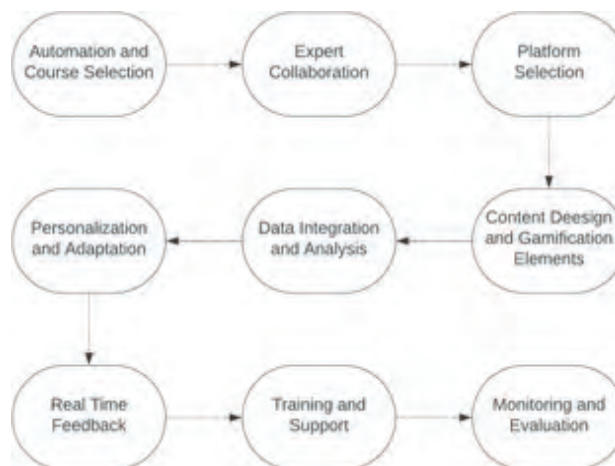 Automation and
Course Selection
Expert
Collaboration
Platform
Selection
Content Deesign
and Gamification
Elements
Data Integration
and Analysis
Personalization
and Adaptation
Real Time
Feedback
Training and
Support
Monitoring and
Evaluation